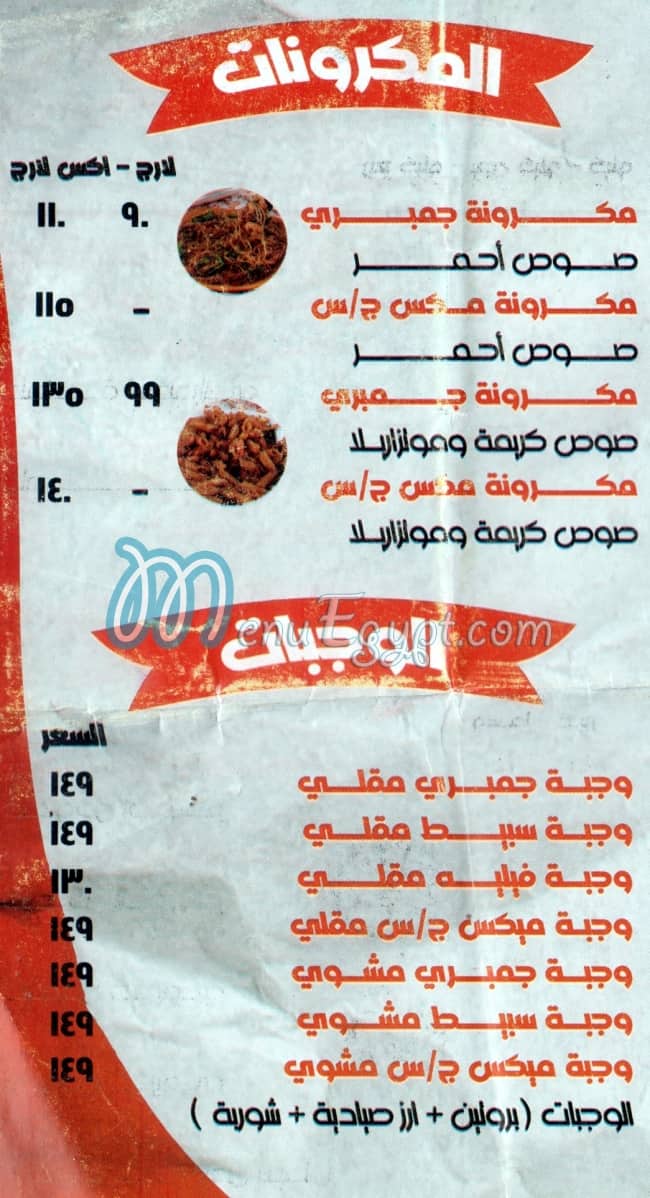 المكرونات
لارج - اكس لارج
مكرونة جمبري ٩٠ ١١٠
صوص أحمر
مكرونة مكس ج/س - ١١٥
صوص أحمر
مكرونة جمبري ٩٩ ١٣٥
صوص كريمة وموتزاريلا
مكرونة مكس ج/س - ١٤٠
صوص كريمة وموتزاريلا
MenuEgypt.com
الوجبات
السعر
وجبة جمبري مقلي ١٤٩
وجبة سبيط مقلي ١٤٩
وجبة فيليه مقلي ١٣٠
وجبة ميكس ج/س مقلي ١٤٩
وجبة جمبري مشوي ١٤٩
وجبة سبيط مشوي ١٤٩
وجبة ميكس ج/س مشوي ١٤٩
الوجبات (بروتين + ارز صيادية + شوربة )